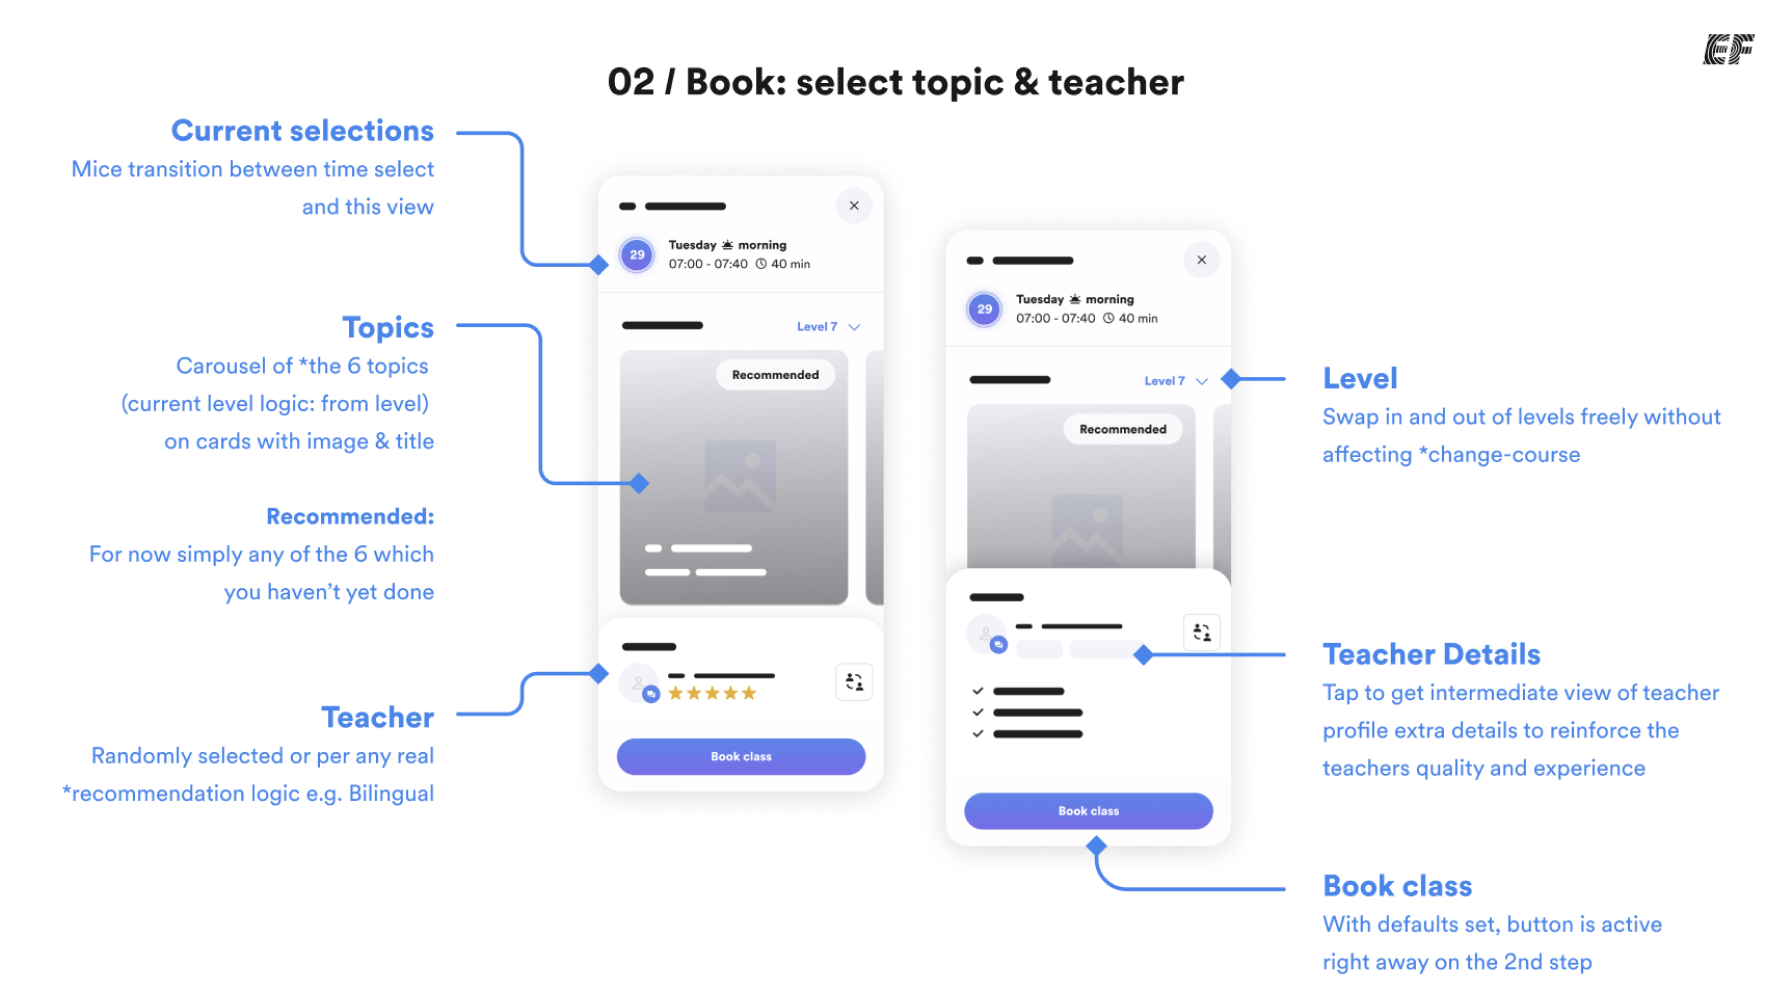 EF
02 / Book: select topic & teacher
Current selections
Mice transition between time select
and this view
Topics
Carousel of *the 6 topics
(current level logic: from level)
on cards with image & title
Recommended:
For now simply any of the 6 which
you haven't yet done
Teacher
Randomly selected or per any real
*recommendation logic e.g. Bilingual
29
Tuesday morning
07:00 - 07:40 40 min
Level 7
Recommended
Book class
29
Tuesday morning
07:00 - 07:40 40 min
Level 7
Recommended
Book class
Level
Swap in and out of levels freely without
affecting *change-course
Teacher Details
Tap to get intermediate view of teacher
profile extra details to reinforce the
teachers quality and experience
Book class
With defaults set, button is active
right away on the 2nd step